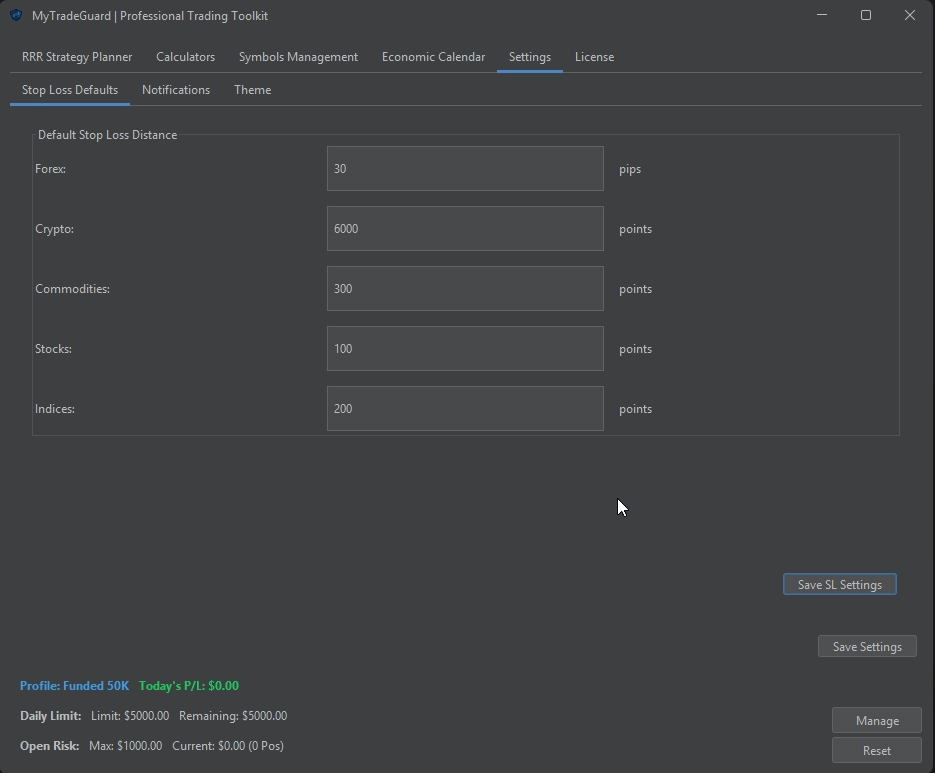 MyTradeGuard | Professional Trading Toolkit
RRR Strategy Planner Calculators Symbols Management Economic Calendar Settings License
Stop Loss Defaults Notifications Theme
Default Stop Loss Distance
Forex: 30 pips
Crypto: 6000 points
Commodities: 300 points
Stocks: 100 points
Indices: 200 points
Save SL Settings
Save Settings
Profile: Funded 50K Today's P/L: $0.00
Daily Limit: Limit: $5000.00 Remaining: $5000.00
Manage
Open Risk: Max: $1000.00 Current: $0.00 (0 Pos)
Reset